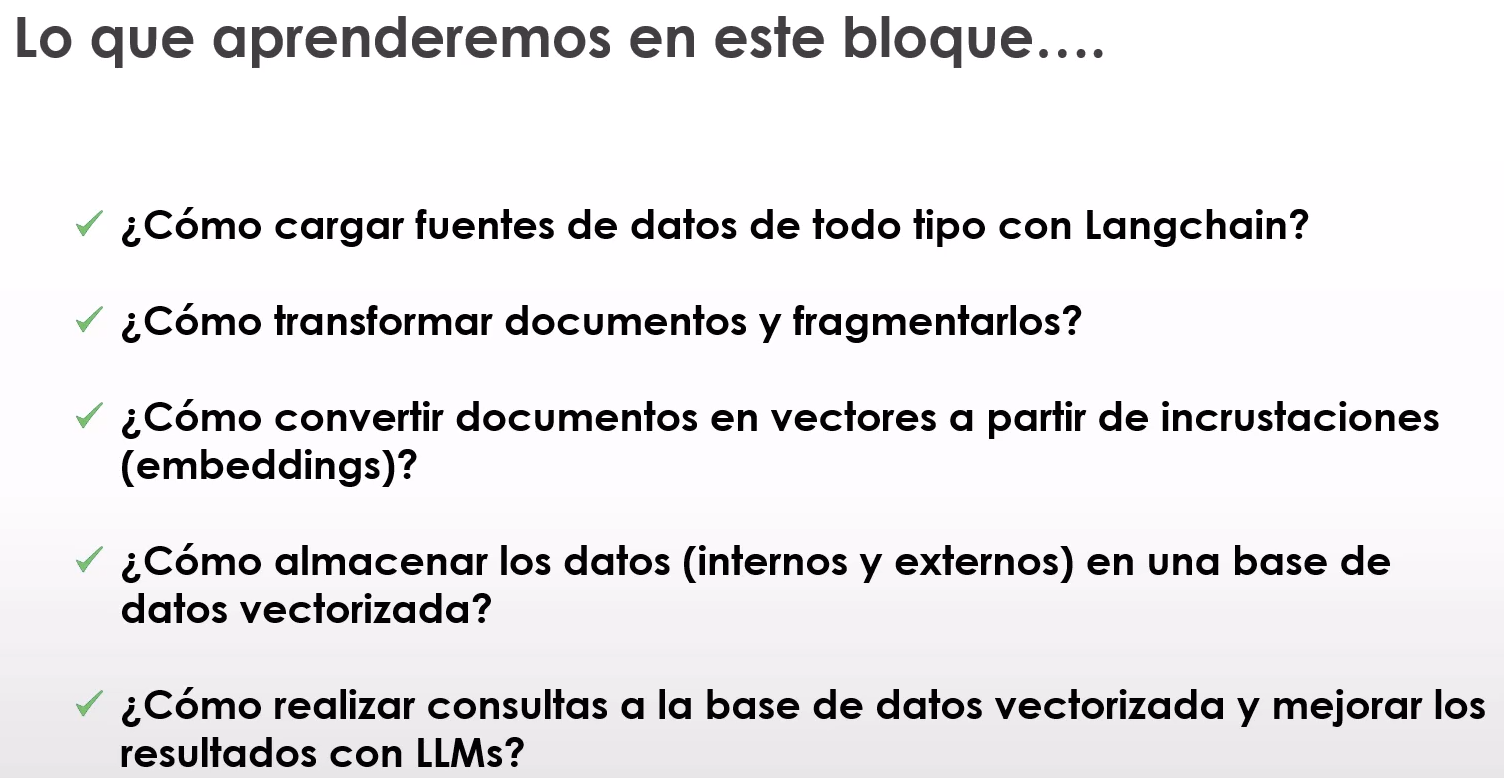 Lo que aprenderemos en este bloque....
¿Cómo cargar fuentes de datos de todo tipo con Langchain?
¿Cómo transformar documentos y fragmentarlos?
¿Cómo convertir documentos en vectores a partir de incrustaciones
(embeddings)?
¿Cómo almacenar los datos (internos y externos) en una base de
datos vectorizada?
¿Cómo realizar consultas a la base de datos vectorizada y mejorar los
resultados con LLMs?